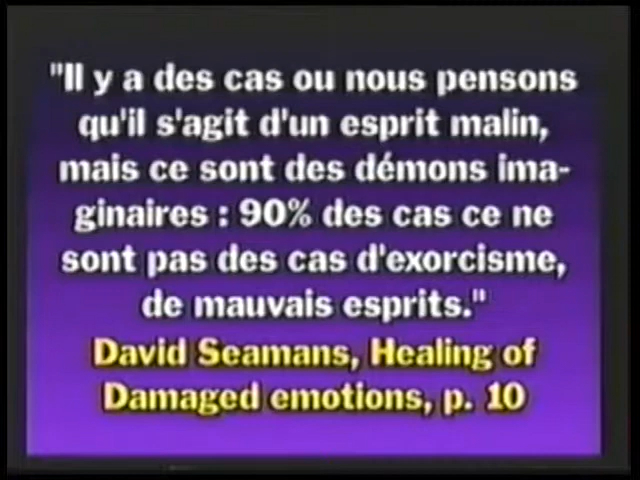 "Il y a des cas ou nous pensons
qu'il s'agit d'un esprit malin,
mais ce sont des démons ima-
ginaires : 90% des cas ce ne
sont pas des cas d'exorcisme,
de mauvais esprits."
David Seamans, Healing of
Damaged emotions, p. 10